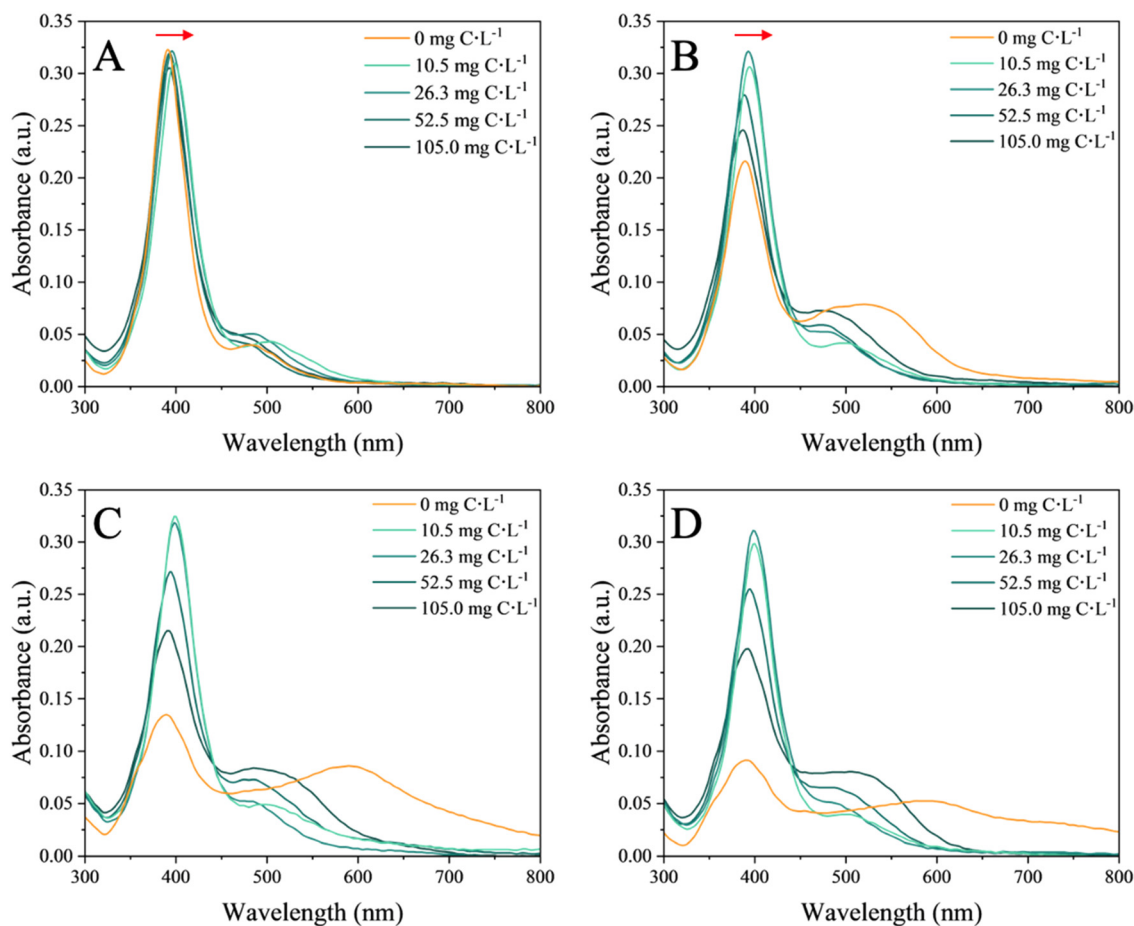 A
0 mg C·L⁻¹
10.5 mg C·L⁻¹
26.3 mg C·L⁻¹
52.5 mg C·L⁻¹
105.0 mg C·L⁻¹
0.35
0.30
0.25
0.20
0.15
0.10
0.05
0.00
Absorbance (a.u.)
300 400 500 600 700 800
Wavelength (nm)
B
0 mg C·L⁻¹
10.5 mg C·L⁻¹
26.3 mg C·L⁻¹
52.5 mg C·L⁻¹
105.0 mg C·L⁻¹
0.35
0.30
0.25
0.20
0.15
0.10
0.05
0.00
Absorbance (a.u.)
300 400 500 600 700 800
Wavelength (nm)
C
0 mg C·L⁻¹
10.5 mg C·L⁻¹
26.3 mg C·L⁻¹
52.5 mg C·L⁻¹
105.0 mg C·L⁻¹
0.35
0.30
0.25
0.20
0.15
0.10
0.05
0.00
Absorbance (a.u.)
300 400 500 600 700 800
Wavelength (nm)
D
0 mg C·L⁻¹
10.5 mg C·L⁻¹
26.3 mg C·L⁻¹
52.5 mg C·L⁻¹
105.0 mg C·L⁻¹
0.35
0.30
0.25
0.20
0.15
0.10
0.05
0.00
Absorbance (a.u.)
300 400 500 600 700 800
Wavelength (nm)